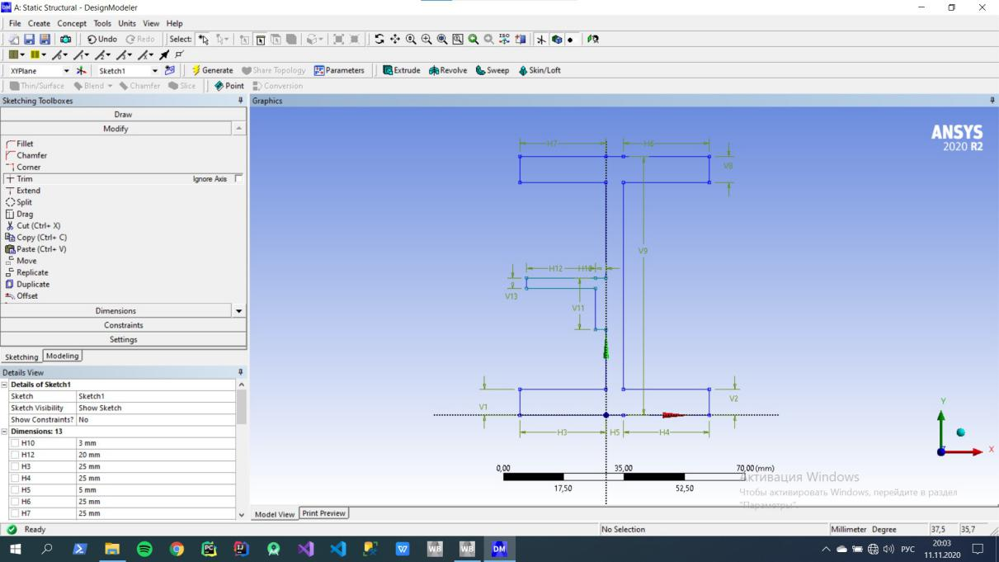 A: Static Structural - DesignModeler
File Create Concept Tools Units View Help
Undo Redo Select:
XYPlane Sketch1 Generate Share Topology Parameters Extrude Revolve Sweep Skin/Loft
Thin/Surface Blend Chamfer Slice Point Conversion
Sketching Toolboxes
Draw
Modify
Fillet
Chamfer
Corner
Trim Ignore Axis
Extend
Split
Drag
Cut (Ctrl+ X)
Copy (Ctrl+ C)
Paste (Ctrl+ V)
Move
Replicate
Duplicate
Offset
Dimensions
Constraints
Settings
Sketching Modeling
Details View
Details of Sketch1
Sketch Sketch1
Sketch Visibility Show Sketch
Show Constraints? No
Dimensions: 13
H10 3 mm
H12 20 mm
H3 25 mm
H4 25 mm
H5 5 mm
H6 25 mm
H7 25 mm
Graphics
ANSYS
2020 R2
H7 H6
V8
V9
H12 H10
V13
V11
V1 V2
H3 H5 H4
Y
X
0,00 35,00 70,00 (mm)
17,50 52,50
Активация Windows
Чтобы активировать Windows, перейдите в раздел
"Параметры".
Model View Print Preview
Ready No Selection Millimeter Degree 37,5 35,7
PC WB WB DM
РУС 20:03
11.11.2020